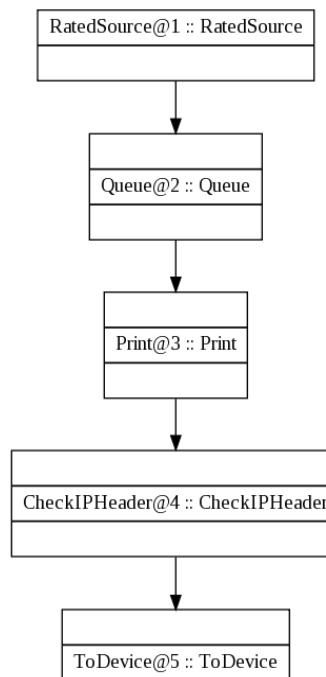 RatedSource@1 :: RatedSource
Queue@2 :: Queue
Print@3 :: Print
CheckIPHeader@4 :: CheckIPHeader
ToDevice@5 :: ToDevice